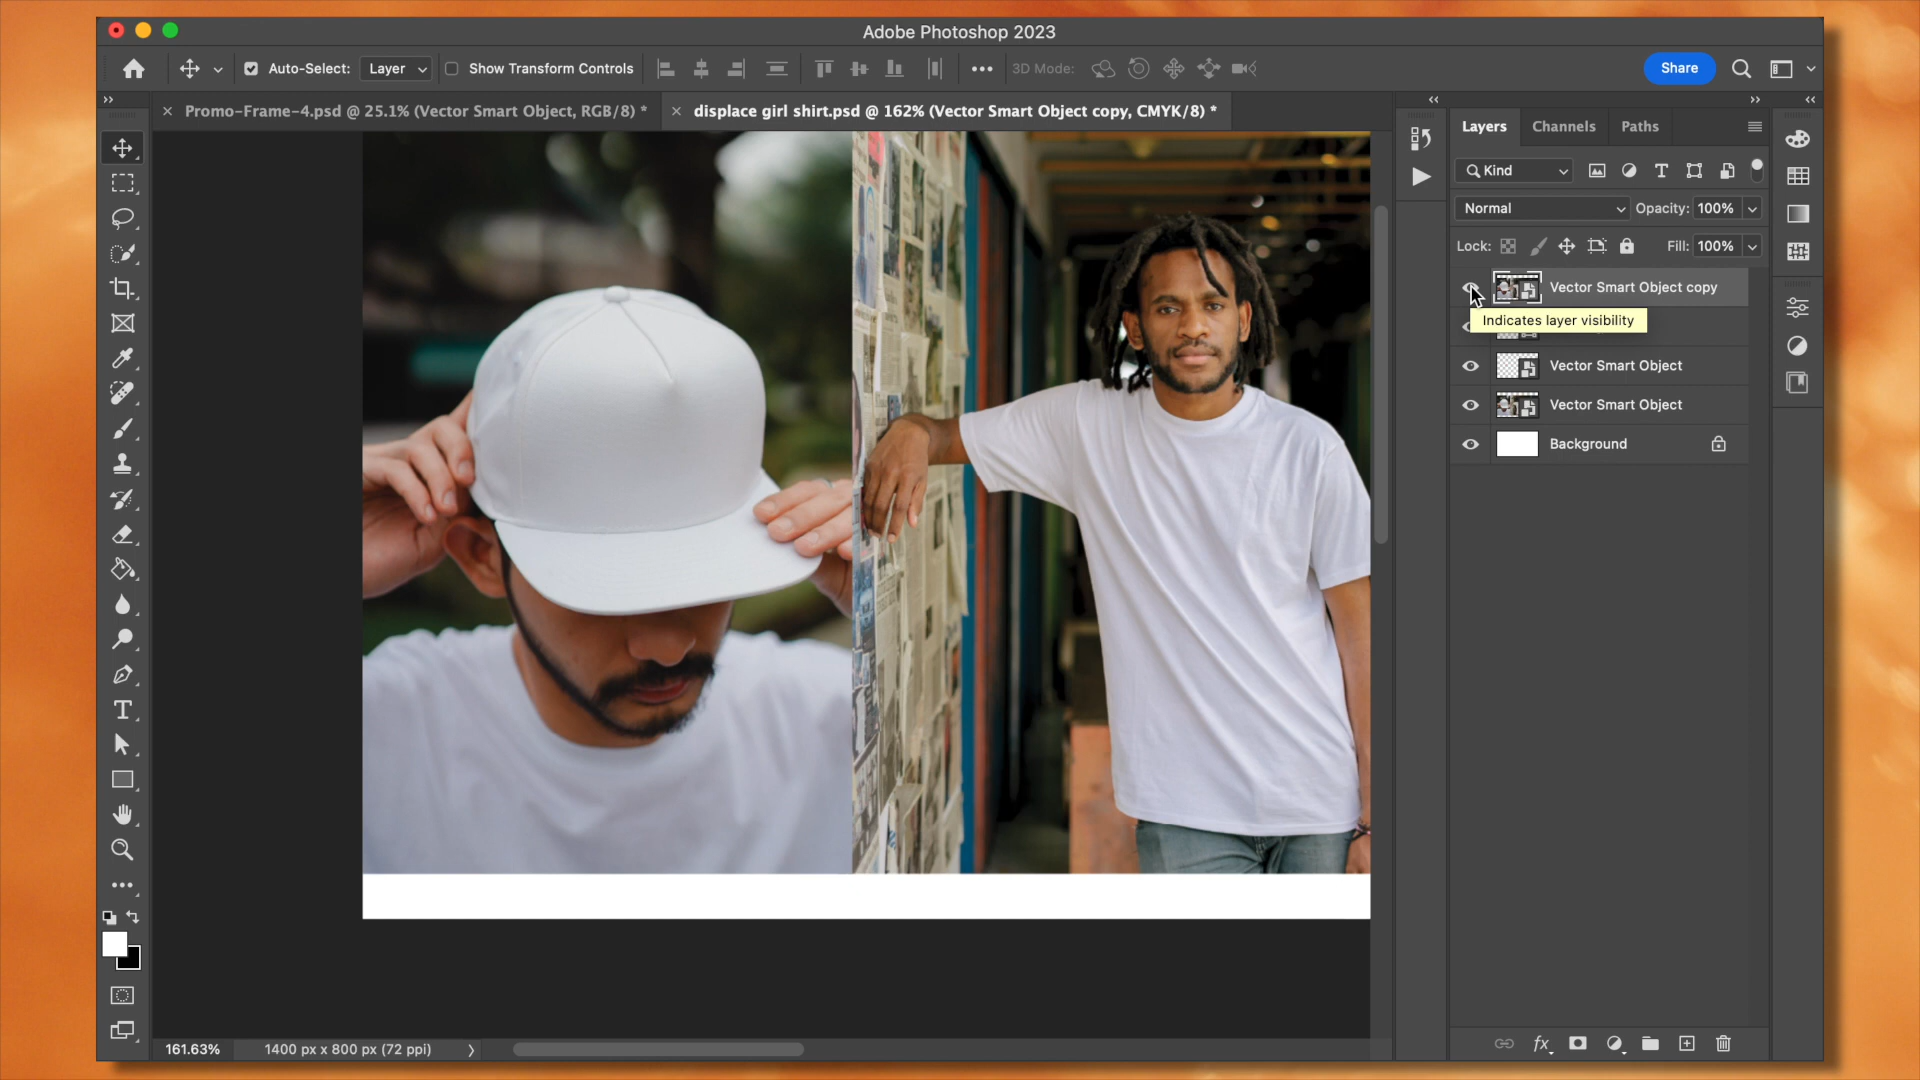 Adobe Photoshop 2023
Auto-Select: Layer Show Transform Controls 3D Mode: Share
Promo-Frame-4.psd @ 25.1% (Vector Smart Object, RGB/8) *
displace girl shirt.psd @ 162% (Vector Smart Object copy, CMYK/8) *
Layers Channels Paths
Kind
Normal Opacity: 100%
Lock: Fill: 100%
Vector Smart Object copy
Indicates layer visibility
Vector Smart Object
Vector Smart Object
Background
161.63% 1400 px x 800 px (72 ppi)